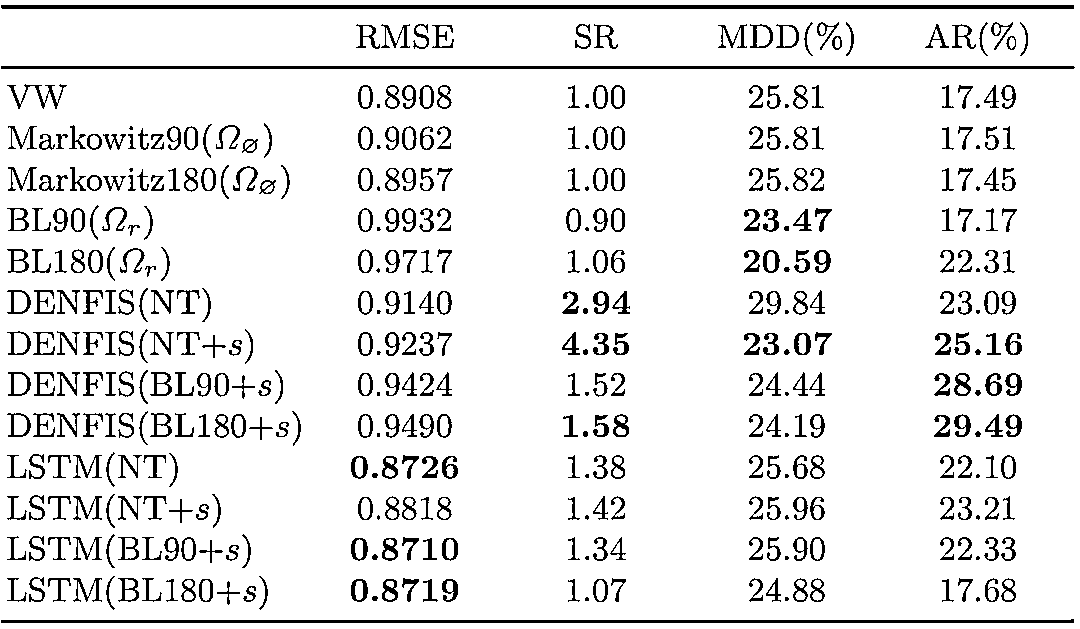 RMSE SR MDD(%) AR(%)
VW 0.8908 1.00 25.81 17.49
Markowitz90(Ω∅) 0.9062 1.00 25.81 17.51
Markowitz180(Ω∅) 0.8957 1.00 25.82 17.45
BL90(Ωr) 0.9932 0.90 23.47 17.17
BL180(Ωr) 0.9717 1.06 20.59 22.31
DENFIS(NT) 0.9140 2.94 29.84 23.09
DENFIS(NT+s) 0.9237 4.35 23.07 25.16
DENFIS(BL90+s) 0.9424 1.52 24.44 28.69
DENFIS(BL180+s) 0.9490 1.58 24.19 29.49
LSTM(NT) 0.8726 1.38 25.68 22.10
LSTM(NT+s) 0.8818 1.42 25.96 23.21
LSTM(BL90+s) 0.8710 1.34 25.90 22.33
LSTM(BL180+s) 0.8719 1.07 24.88 17.68